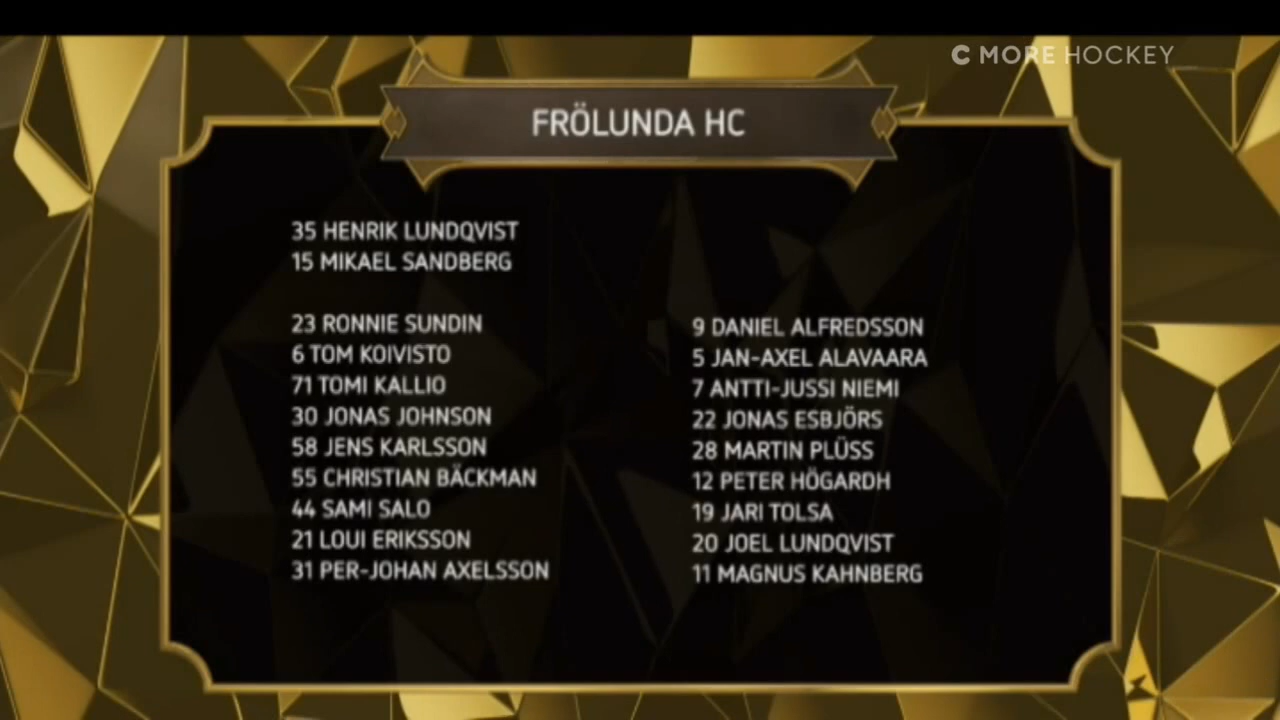 C MORE HOCKEY
FRÖLUNDA HC
35 HENRIK LUNDQVIST
15 MIKAEL SANDBERG
23 RONNIE SUNDIN
6 TOM KOIVISTO
71 TOMI KALLIO
30 JONAS JOHNSON
58 JENS KARLSSON
55 CHRISTIAN BÄCKMAN
44 SAMI SALO
21 LOUI ERIKSSON
31 PER-JOHAN AXELSSON
9 DANIEL ALFREDSSON
5 JAN-AXEL ALAVAARA
7 ANTTI-JUSSI NIEMI
22 JONAS ESBJÖRS
28 MARTIN PLÜSS
12 PETER HÖGARDH
19 JARI TOLSA
20 JOEL LUNDQVIST
11 MAGNUS KAHNBERG